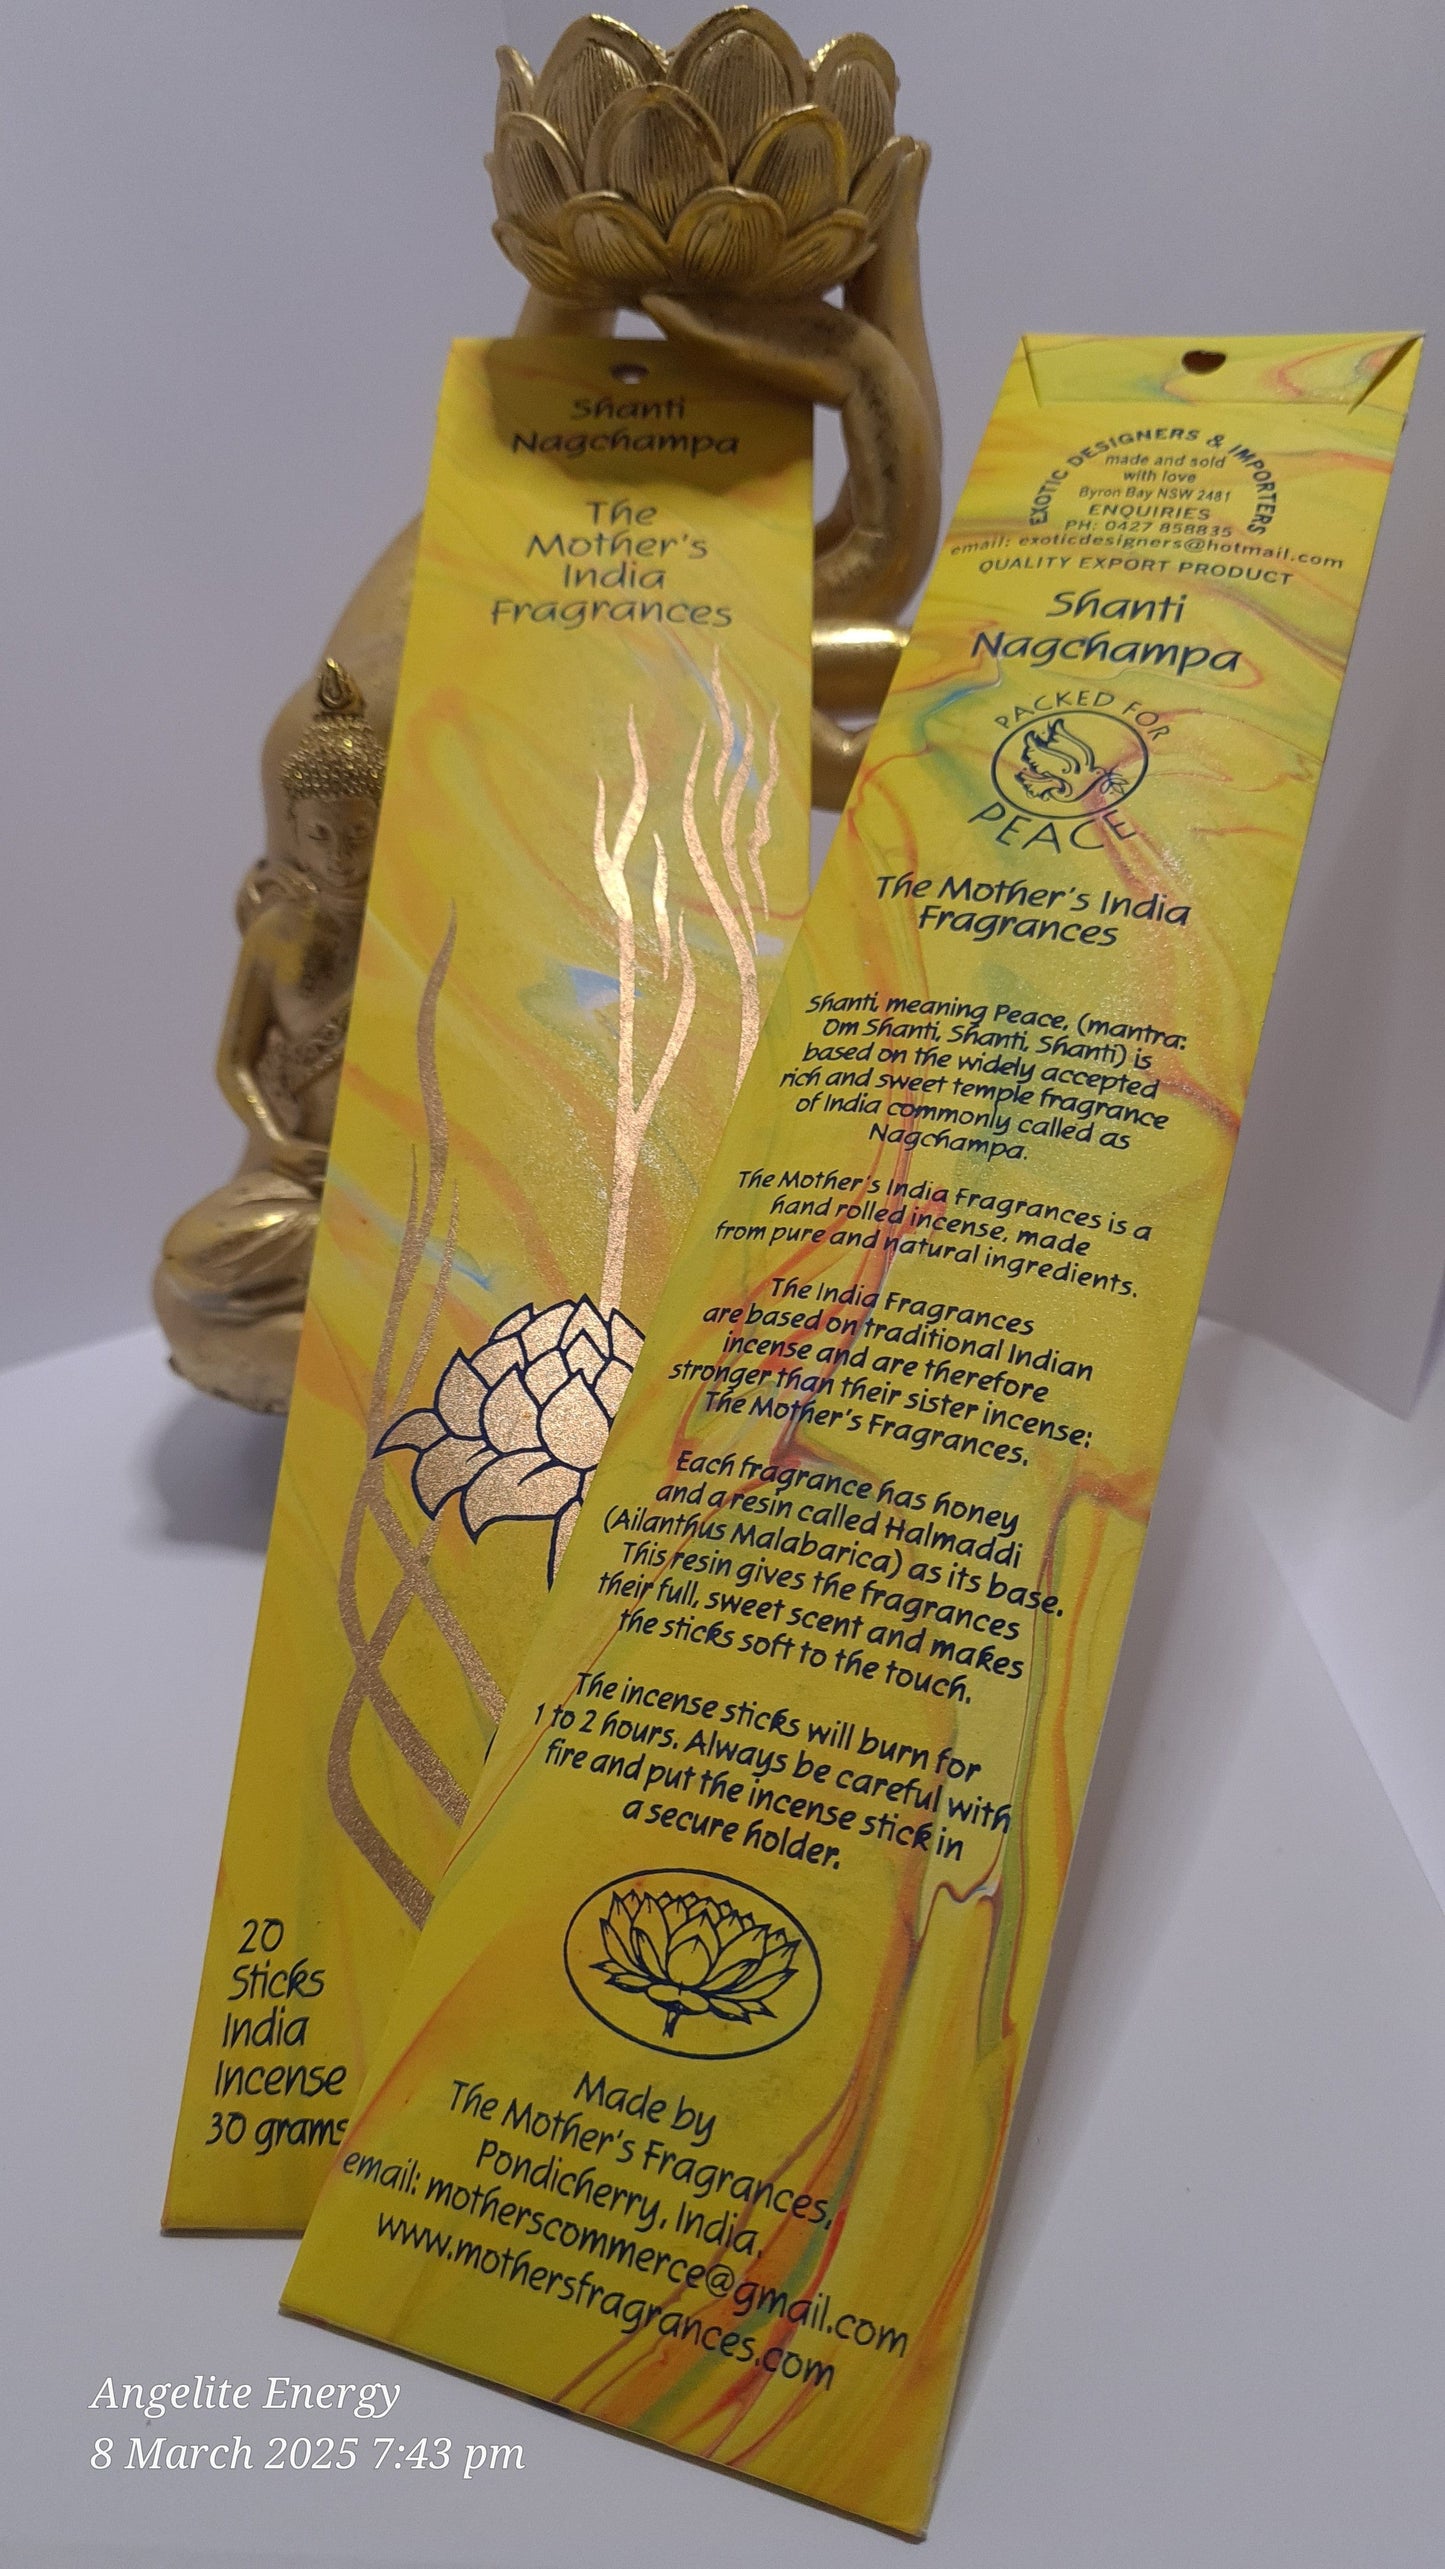 Shanti
Nagchampa
The
Mother's
India
Fragrances
20
Sticks
India
Incense
30 grams
EXOTIC DESIGNERS & IMPORTERS
made and sold
with love
Byron Bay NSW 2481
ENQUIRIES
PH: 0427 858835
email: exoticdesigners@hotmail.com
QUALITY EXPORT PRODUCT
Shanti
Nagchampa
PACKED FOR
PEACE
The Mother's India
Fragrances
Shanti, meaning Peace, (mantra:
Om Shanti, Shanti, Shanti) is
based on the widely accepted
rich and sweet temple fragrance
of India commonly called as
Nagchampa.
The Mother's India Fragrances is a
hand rolled incense, made
from pure and natural ingredients.
The India Fragrances
are based on traditional Indian
incense and are therefore
stronger than their sister incense:
The Mother's Fragrances.
Each fragrance has honey
and a resin called Halmaddi
(Ailanthus Malabarica) as its base.
This resin gives the fragrances
their full, sweet scent and makes
the sticks soft to the touch.
The incense sticks will burn for
1 to 2 hours. Always be careful with
fire and put the incense stick in
a secure holder.
Made by
The Mother's Fragrances,
Pondicherry, India.
email: motherscommerce@gmail.com
www.mothersfragrances.com
Angelite Energy
8 March 2025 7:43 pm